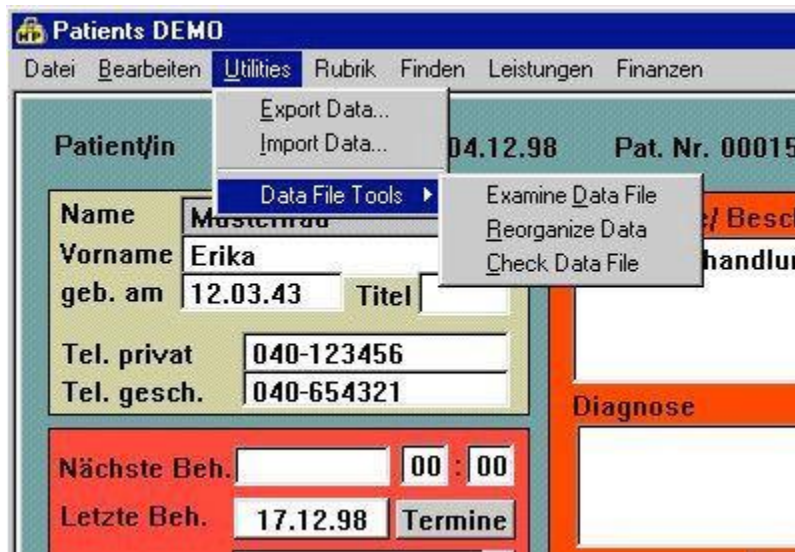 Patients DEMO
Datei Bearbeiten Utilities Rubrik Finden Leistungen Finanzen
Export Data...
Import Data...
Data File Tools
Examine Data File
Reorganize Data
Check Data File
Patient/in 04.12.98 Pat. Nr. 00015
Name
Vorname Erika
geb. am 12.03.43 Titel
Tel. privat 040-123456
Tel. gesch. 040-654321
Nächste Beh. 00 : 00
Letzte Beh. 17.12.98 Termine
Diagnose